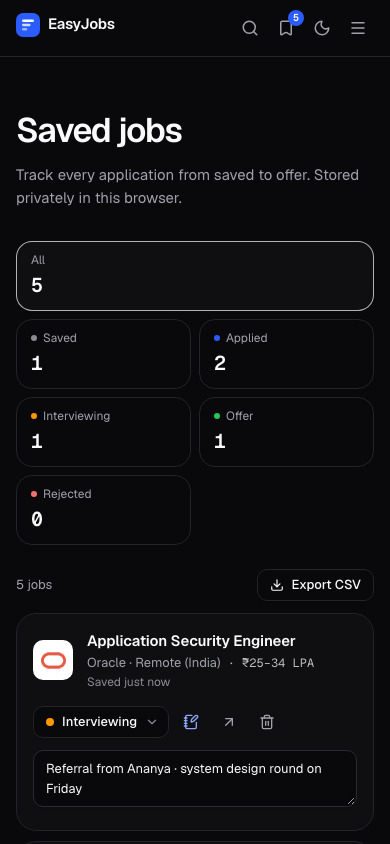 EasyJobs
5
Saved jobs
Track every application from saved to offer. Stored
privately in this browser.
All
5
Saved
1
Applied
2
Interviewing
1
Offer
1
Rejected
0
5 jobs
Export CSV
Application Security Engineer
Oracle · Remote (India) · ₹25–34 LPA
Saved just now
Interviewing
Referral from Ananya · system design round on
Friday